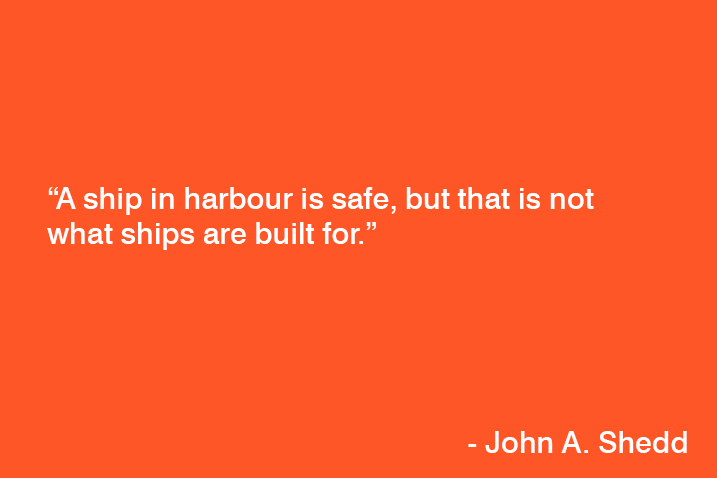 “A ship in harbour is safe, but that is not
what ships are built for.”
- John A. Shedd